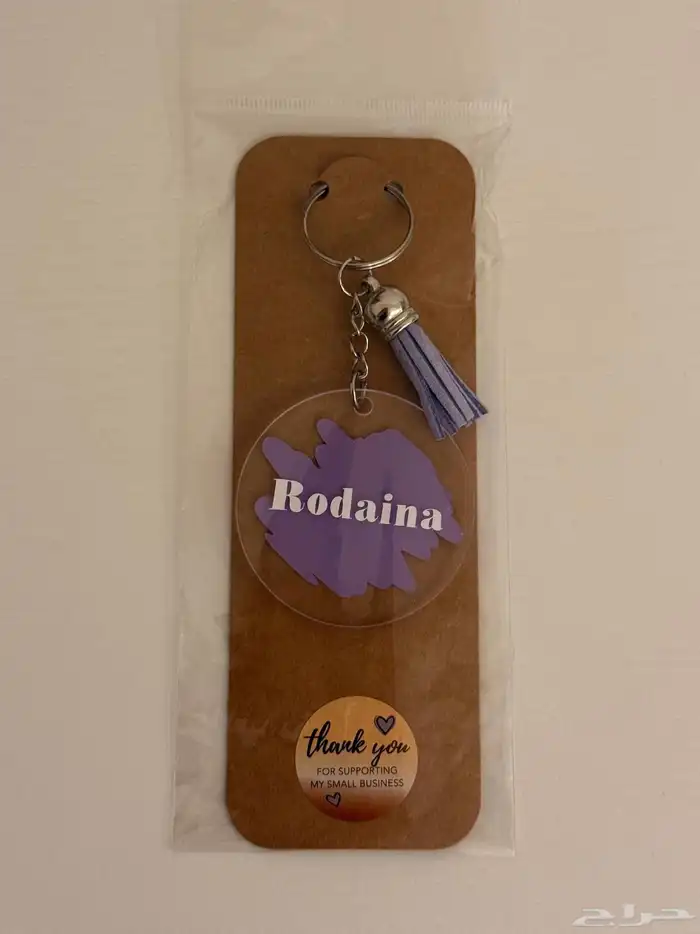 Rodaina
thank you
FOR SUPPORTING
MY SMALL BUSINESS
حراج